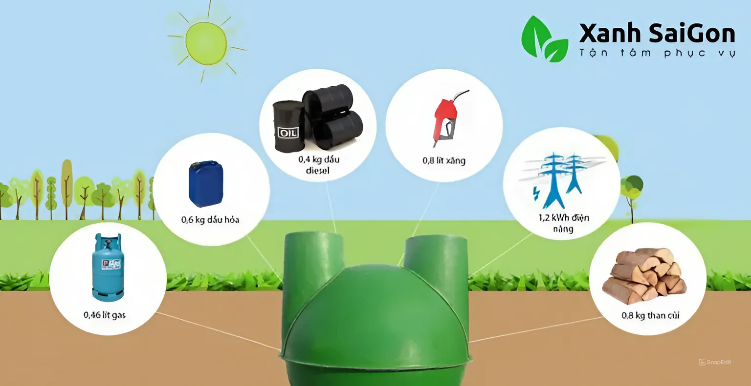 Xanh SaiGon
Tận tâm phục vụ
OIL
0,4 kg dầu
diesel
0,8 lít xăng
0,6 kg dầu hỏa
1,2 kWh điện
năng
0,46 lít gas
0,8 kg than củi